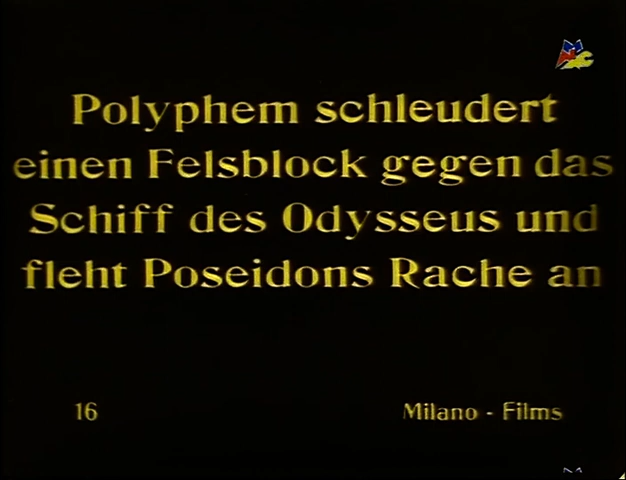 Polyphem schleudert
einen Felsblock gegen das
Schiff des Odysseus und
fleht Poseidons Rache an
16
Milano - Films